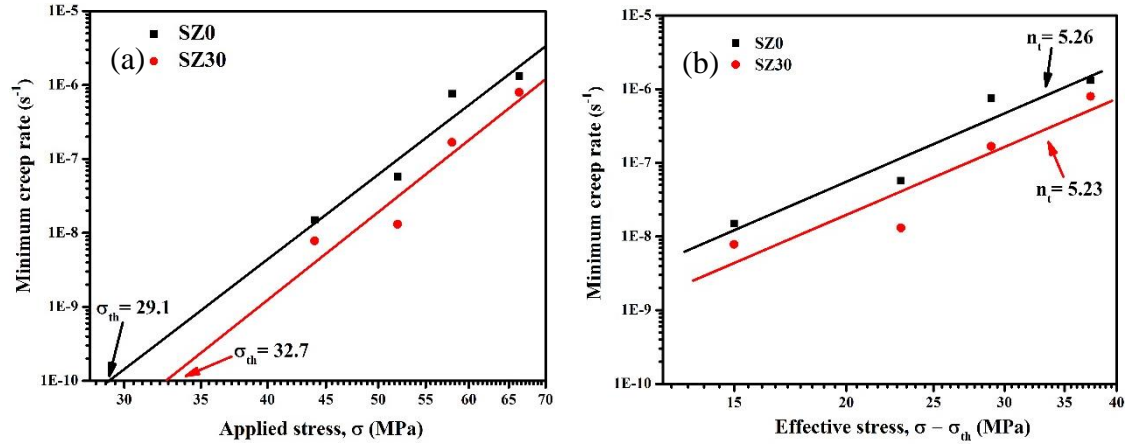 (a)
SZ0
SZ30
1E-5
1E-6
1E-7
1E-8
1E-9
1E-10
Minimum creep rate (s⁻¹)
σth= 29.1
σth= 32.7
30 35 40 45 50 55 60 65 70
Applied stress, σ (MPa)
(b)
SZ0
SZ30
1E-5
1E-6
1E-7
1E-8
1E-9
1E-10
Minimum creep rate (s⁻¹)
nt= 5.26
nt= 5.23
15 20 25 30 35 40
Effective stress, σ − σth (MPa)